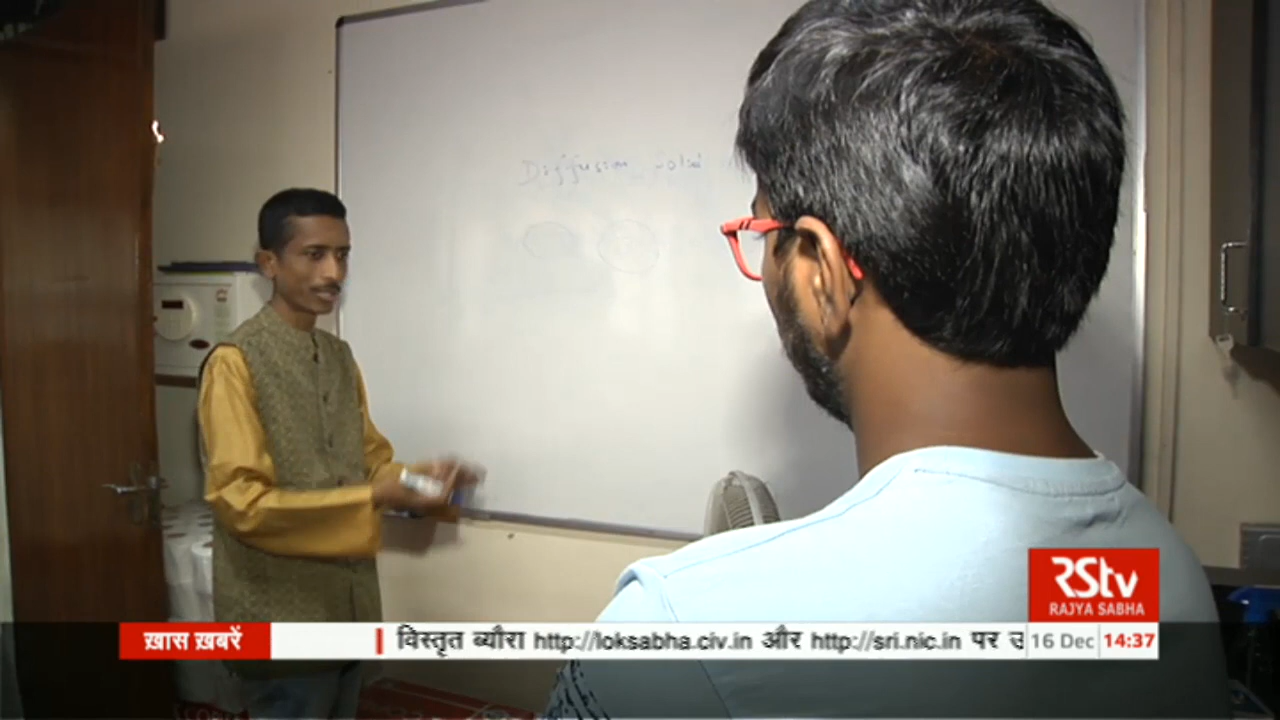 Diffusion
RStv
RAJYA SABHA
ख़ास ख़बरें
विस्तृत ब्यौरा http://loksabha.civ.in और http://sri.nic.in पर
16 Dec 14:37